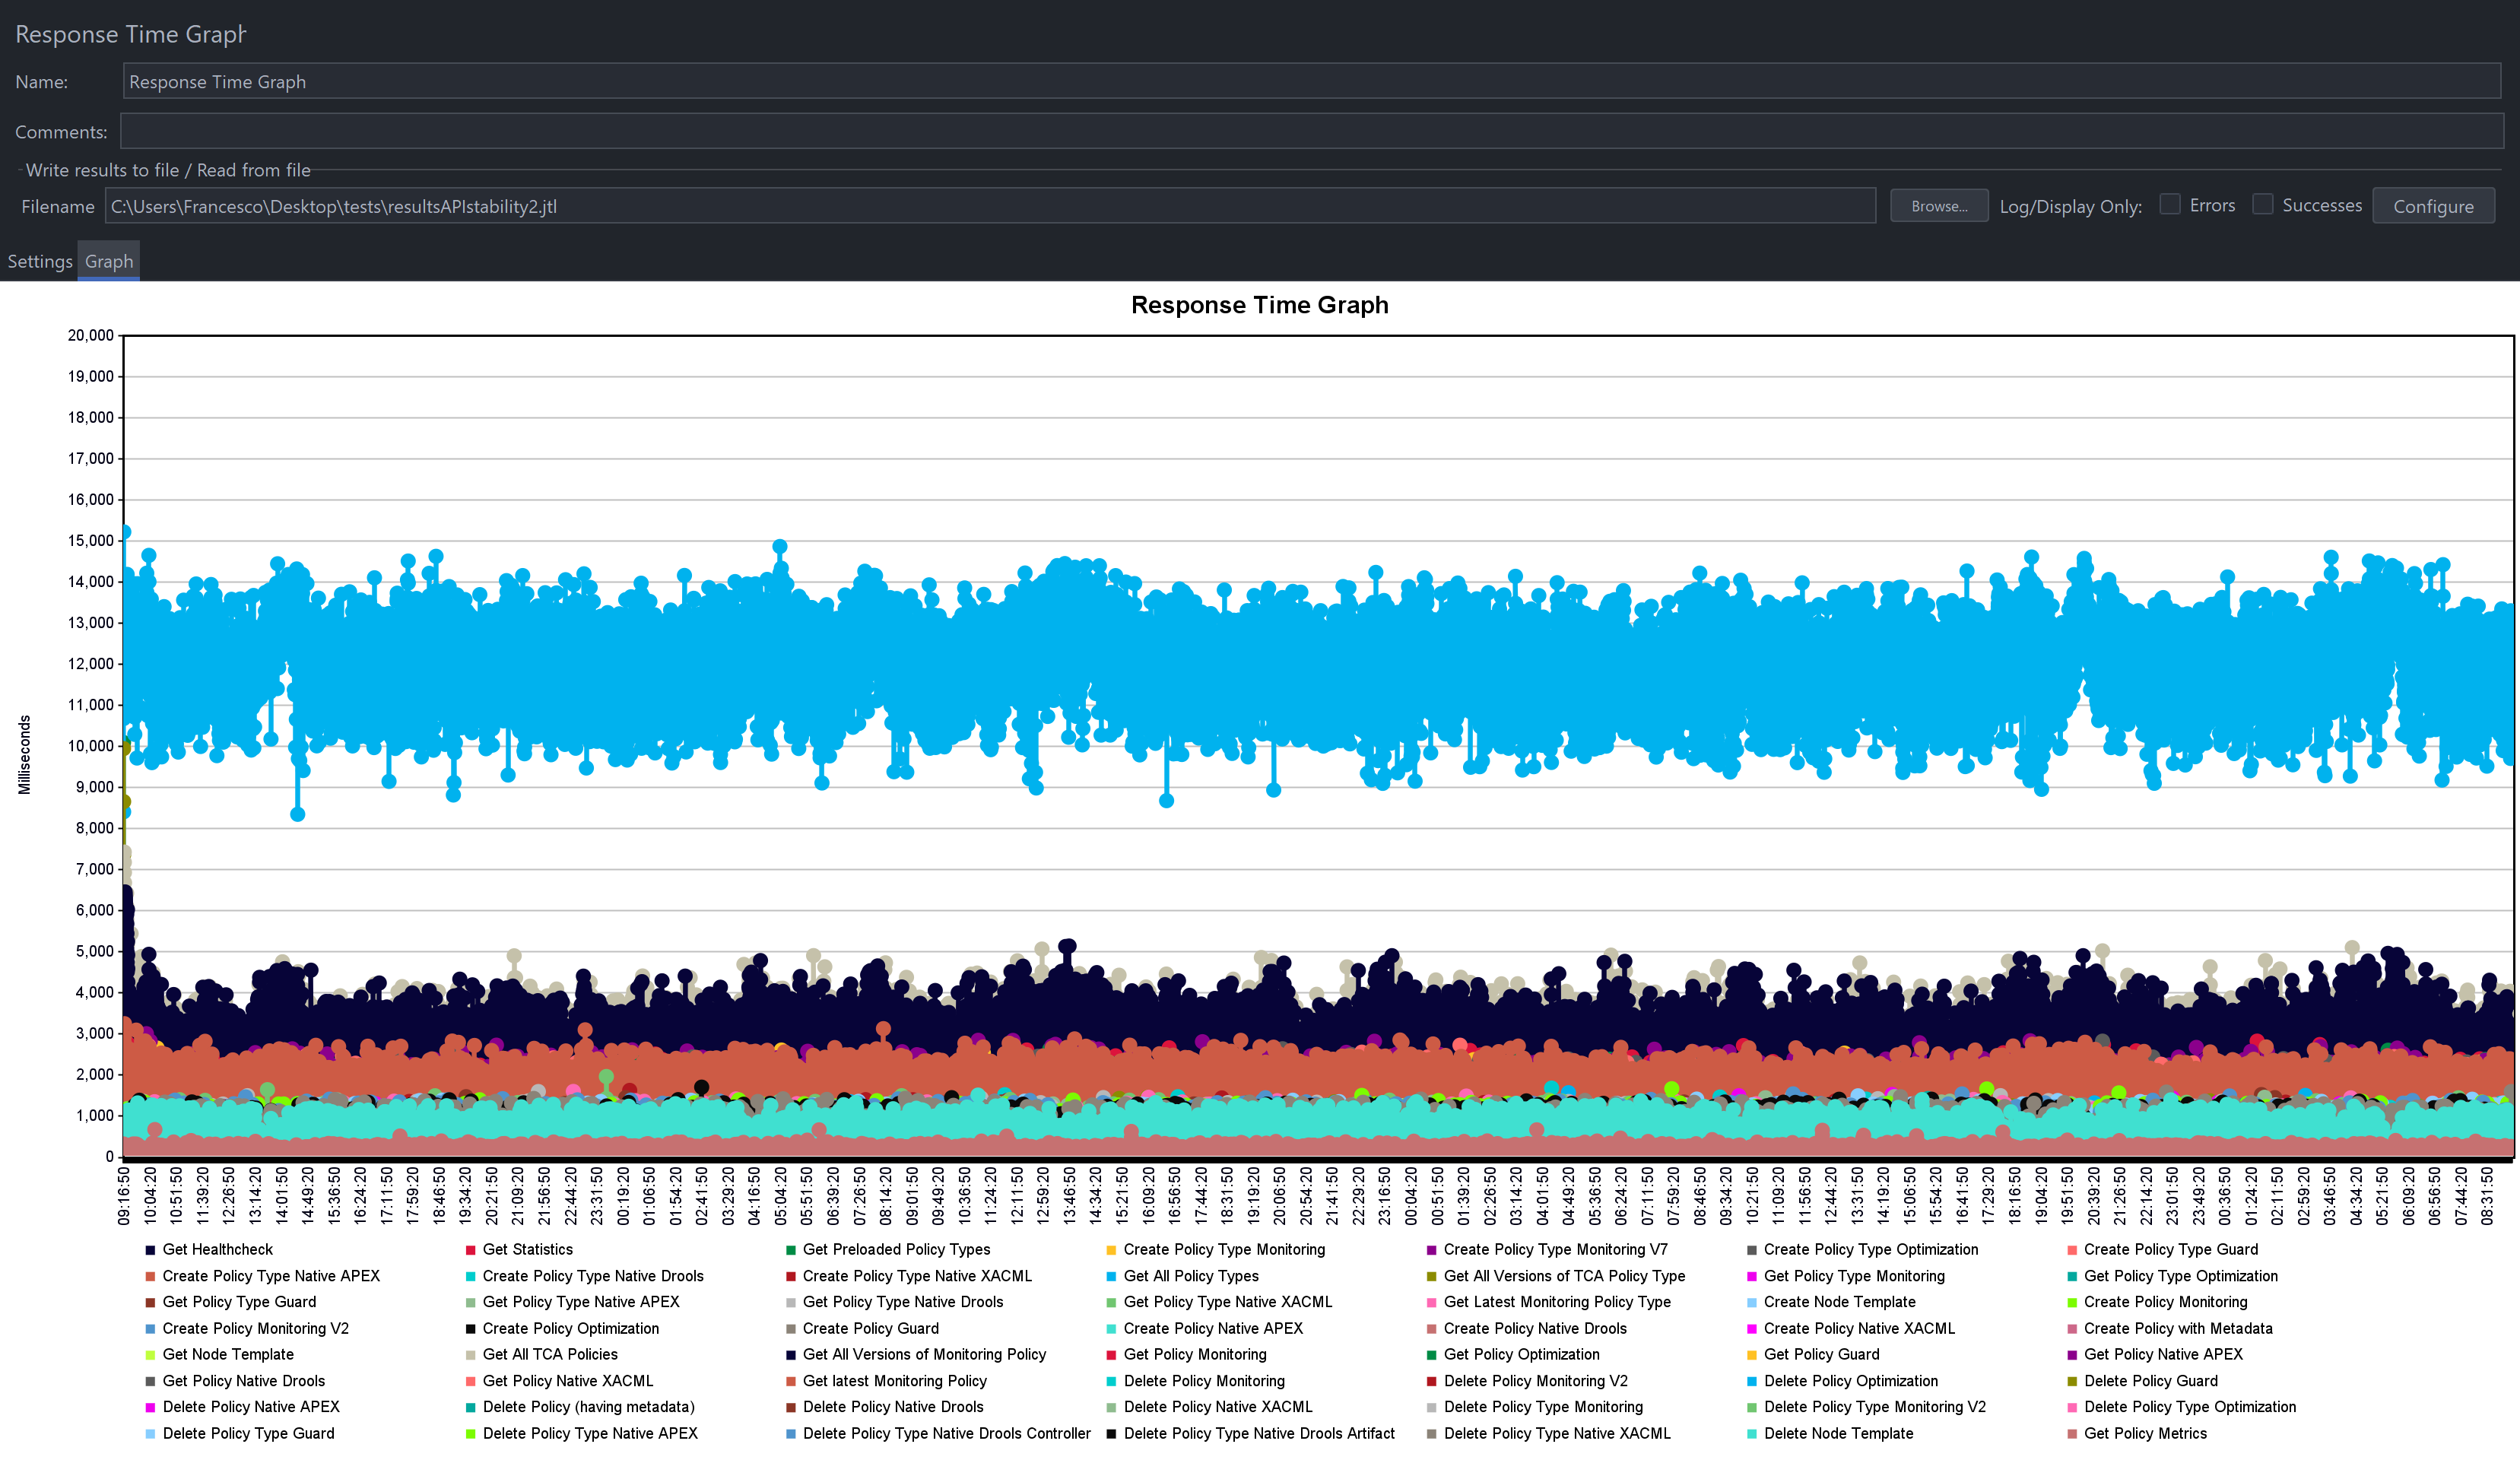 Response Time Graph
Name: Response Time Graph
Comments:
Write results to file / Read from file
Filename C:\Users\Francesco\Desktop\tests\resultsAPIstability2.jtl Browse... Log/Display Only: Errors Successes Configure
Settings Graph
Response Time Graph
20,000
19,000
18,000
17,000
16,000
15,000
14,000
13,000
12,000
11,000
10,000
9,000
8,000
7,000
6,000
5,000
4,000
3,000
2,000
1,000
0
Milliseconds
09:16:50 10:04:20 10:51:50 11:39:20 12:26:50 13:14:20 14:01:50 14:49:20 15:36:50 16:24:20 17:11:50 17:59:20 18:46:50 19:34:20 20:21:50 21:09:20 21:56:50 22:44:20 23:31:50 00:19:20 01:06:50 01:54:20 02:41:50 03:29:20 04:16:50 05:04:20 05:51:50 06:39:20 07:26:50 08:14:20 09:01:50 09:49:20 10:36:50 11:24:20 12:11:50 12:59:20 13:46:50 14:34:20 15:21:50 16:09:20 16:56:50 17:44:20 18:31:50 19:19:20 20:06:50 20:54:20 21:41:50 22:29:20 23:16:50 00:04:20 00:51:50 01:39:20 02:26:50 03:14:20 04:01:50 04:49:20 05:36:50 06:24:20 07:11:50 07:59:20 08:46:50 09:34:20 10:21:50 11:09:20 11:56:50 12:44:20 13:31:50 14:19:20 15:06:50 15:54:20 16:41:50 17:29:20 18:16:50 19:04:20 19:51:50 20:39:20 21:26:50 22:14:20 23:01:50 23:49:20 00:36:50 01:24:20 02:11:50 02:59:20 03:46:50 04:34:20 05:21:50 06:09:20 06:56:50 07:44:20 08:31:50
Get Healthcheck Get Statistics Get Preloaded Policy Types Create Policy Type Monitoring Create Policy Type Monitoring V7 Create Policy Type Optimization Create Policy Type Guard
Create Policy Type Native APEX Create Policy Type Native Drools Create Policy Type Native XACML Get All Policy Types Get All Versions of TCA Policy Type Get Policy Type Monitoring Get Policy Type Optimization
Get Policy Type Guard Get Policy Type Native APEX Get Policy Type Native Drools Get Policy Type Native XACML Get Latest Monitoring Policy Type Create Node Template Create Policy Monitoring
Create Policy Monitoring V2 Create Policy Optimization Create Policy Guard Create Policy Native APEX Create Policy Native Drools Create Policy Native XACML Create Policy with Metadata
Get Node Template Get All TCA Policies Get All Versions of Monitoring Policy Get Policy Monitoring Get Policy Optimization Get Policy Guard Get Policy Native APEX
Get Policy Native Drools Get Policy Native XACML Get latest Monitoring Policy Delete Policy Monitoring Delete Policy Monitoring V2 Delete Policy Optimization Delete Policy Guard
Delete Policy Native APEX Delete Policy (having metadata) Delete Policy Native Drools Delete Policy Native XACML Delete Policy Type Monitoring Delete Policy Type Monitoring V2 Delete Policy Type Optimization
Delete Policy Type Guard Delete Policy Type Native APEX Delete Policy Type Native Drools Controller Delete Policy Type Native Drools Artifact Delete Policy Type Native XACML Delete Node Template Get Policy Metrics